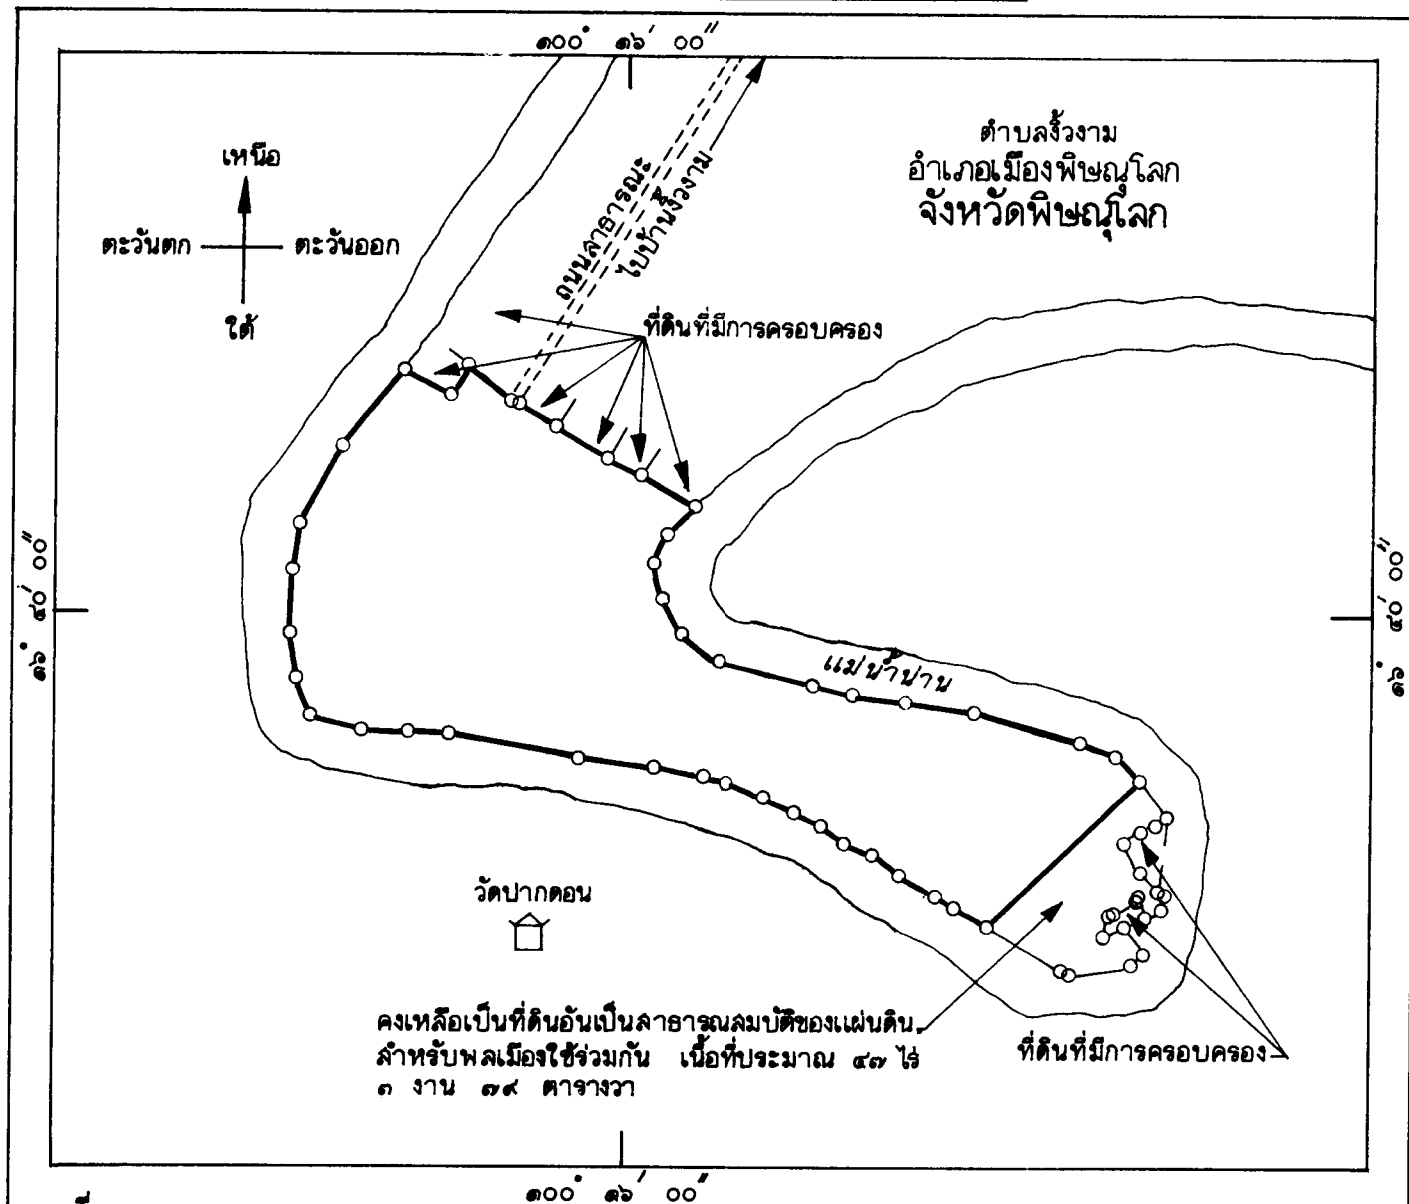 ๑๐๐° ๑๖′ ๐๐″
ตำบลงิ้วงาม
อำเภอเมืองพิษณุโลก
จังหวัดพิษณุโลก
เหนือ
ตะวันตก
ตะวันออก
ใต้
ถนนสาธารณะ
ไปบ้านงิ้วงาม
ที่ดินที่มีการครอบครอง
๑๖° ๔๐′ ๐๐″
๑๖° ๔๐′ ๐๐″
แม่น้ำน่าน
วัดปากดอน
คงเหลือเป็นที่ดินอันเป็นสาธารณสมบัติของแผ่นดิน
สำหรับพลเมืองใช้ร่วมกัน เนื้อที่ประมาณ ๔๗ ไร่
๓ งาน ๗๙ ตารางวา
ที่ดินที่มีการครอบครอง
๑๐๐° ๑๖′ ๐๐″